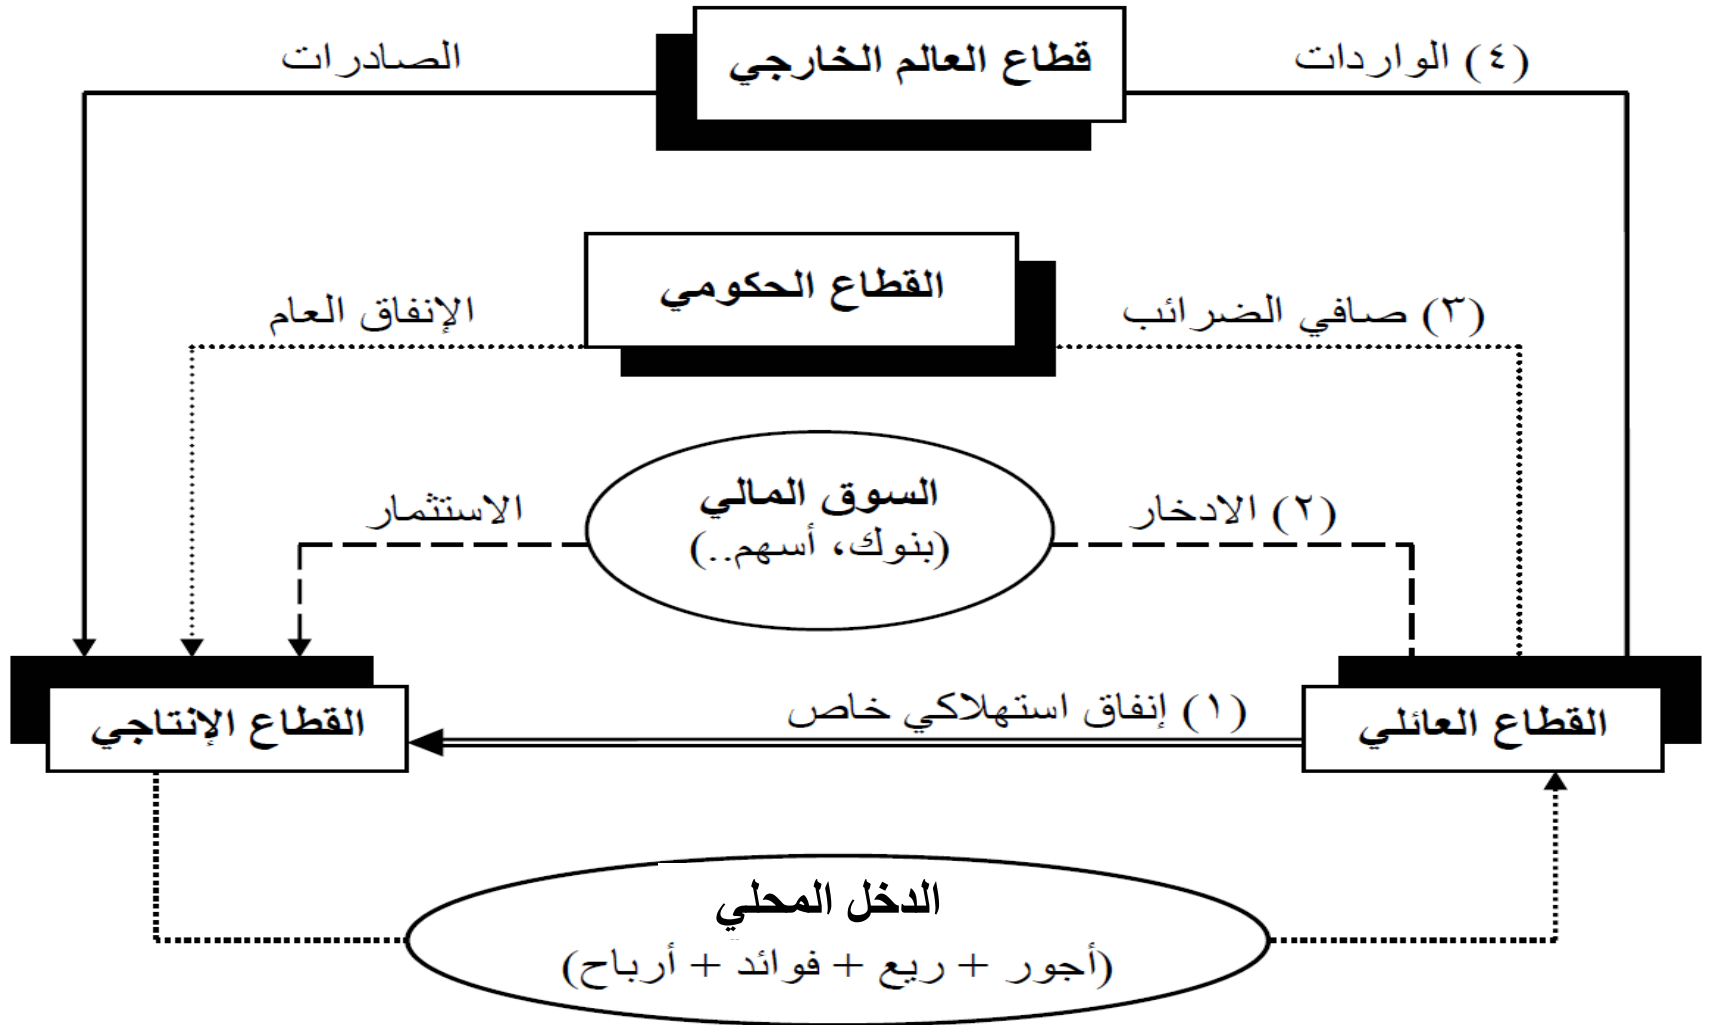 قطاع العالم الخارجي
(٤) الواردات
الصادرات
القطاع الحكومي
(٣) صافي الضرائب
الإنفاق العام
السوق المالي
(بنوك، أسهم..)
(٢) الادخار
الاستثمار
(١) إنفاق استهلاكي خاص
القطاع العائلي
القطاع الإنتاجي
الدخل المحلي
(أجور + ريع + فوائد + أرباح)